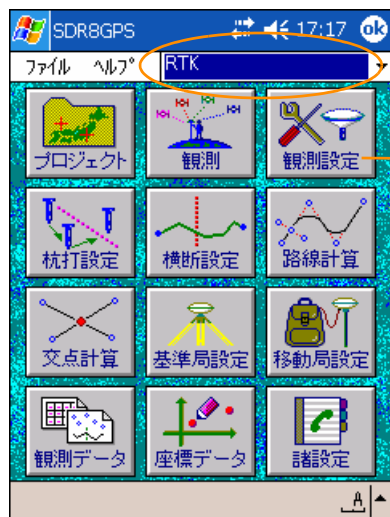 SDR8GPS 17:17 ok
ファイル ヘルプ RTK
プロジェクト 観測 観測設定
杭打設定 横断設定 路線計算
交点計算 基準局設定 移動局設定
観測データ 座標データ 諸設定
A